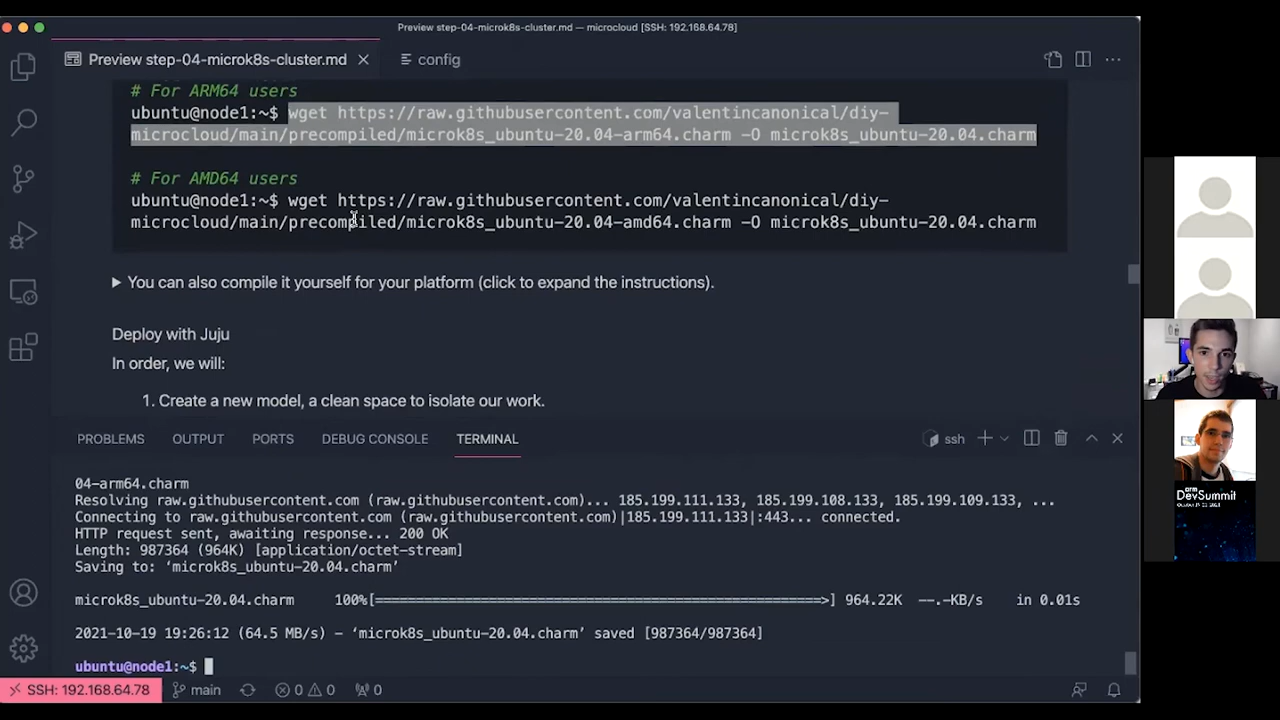 Preview step-04-microk8s-cluster.md — microcloud [SSH: 192.168.64.78]
Preview step-04-microk8s-cluster.md
config
# For ARM64 users
ubuntu@node1:~$ wget https://raw.githubusercontent.com/valentincanonical/diy-
microcloud/main/precompiled/microk8s_ubuntu-20.04-arm64.charm -O microk8s_ubuntu-20.04.charm
# For AMD64 users
ubuntu@node1:~$ wget https://raw.githubusercontent.com/valentincanonical/diy-
microcloud/main/precompiled/microk8s_ubuntu-20.04-amd64.charm -O microk8s_ubuntu-20.04.charm
You can also compile it yourself for your platform (click to expand the instructions).
Deploy with Juju
In order, we will:
1. Create a new model, a clean space to isolate our work.
PROBLEMS OUTPUT PORTS DEBUG CONSOLE TERMINAL ssh
04-arm64.charm
Resolving raw.githubusercontent.com (raw.githubusercontent.com)... 185.199.111.133, 185.199.108.133, 185.199.109.133, ...
Connecting to raw.githubusercontent.com (raw.githubusercontent.com)|185.199.111.133|:443... connected.
HTTP request sent, awaiting response... 200 OK
Length: 987364 (964K) [application/octet-stream]
Saving to: ‘microk8s_ubuntu-20.04.charm’
microk8s_ubuntu-20.04.charm 100%[===================================================>] 964.22K --.-KB/s in 0.01s
2021-10-19 19:26:12 (64.5 MB/s) - ‘microk8s_ubuntu-20.04.charm’ saved [987364/987364]
ubuntu@node1:~$
SSH: 192.168.64.78 main 0 0 0
arm
DevSummit